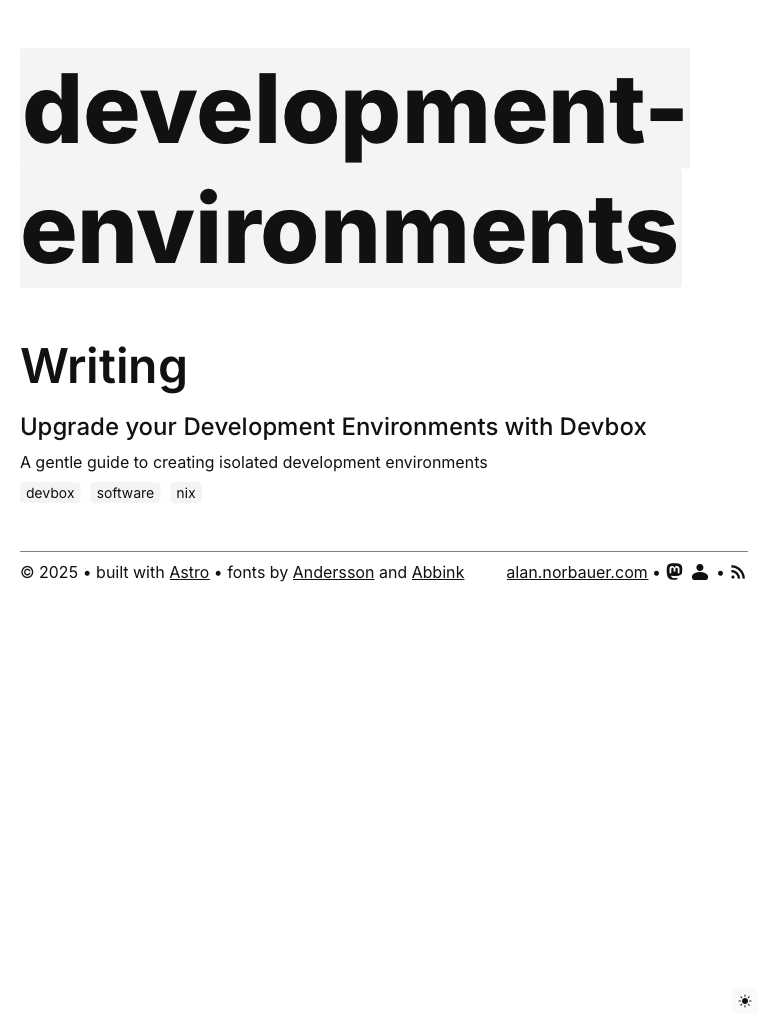 development-
environments
Writing
Upgrade your Development Environments with Devbox
A gentle guide to creating isolated development environments
devbox software nix
© 2025 • built with Astro • fonts by Andersson and Abbink alan.norbauer.com • •